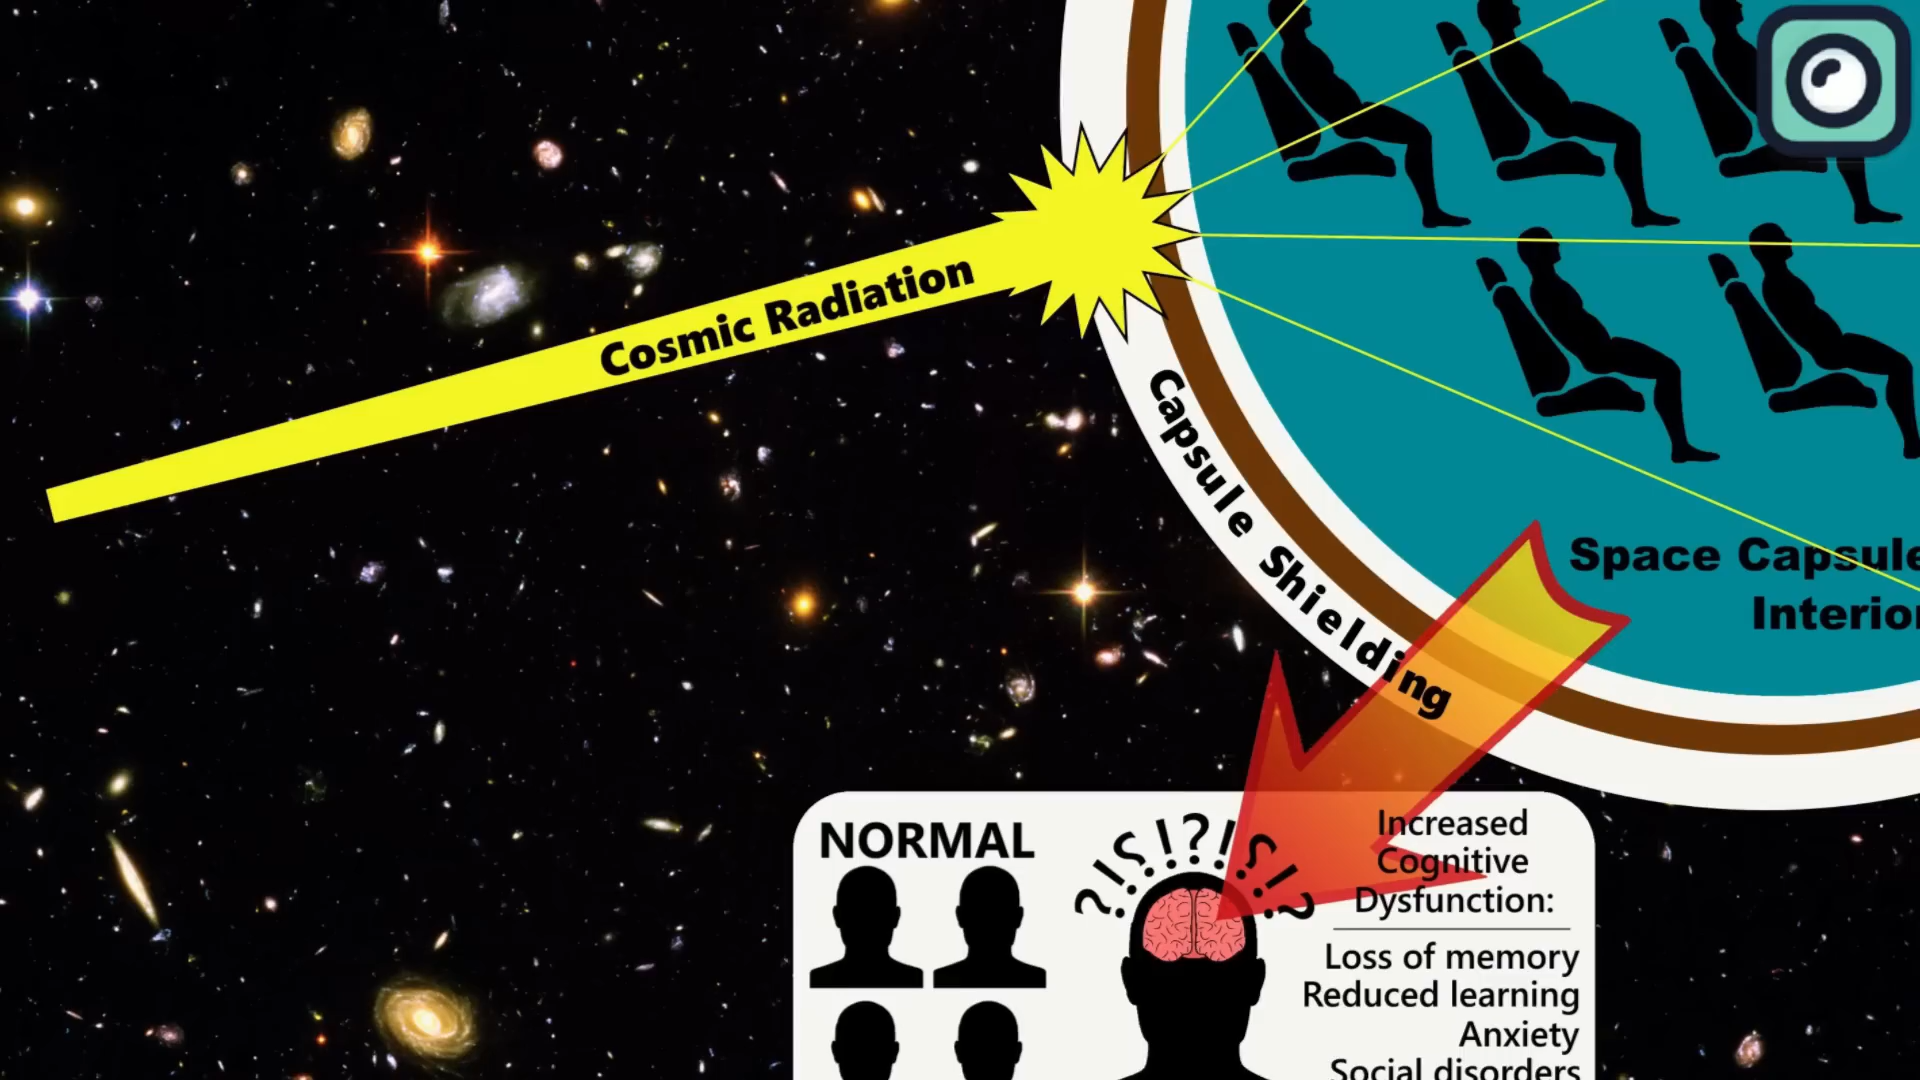 Cosmic Radiation
Capsule Shielding
Space Capsule
Interior
NORMAL
?!?!?!?!?
Increased
Cognitive
Dysfunction:
Loss of memory
Reduced learning
Anxiety
Social disorders